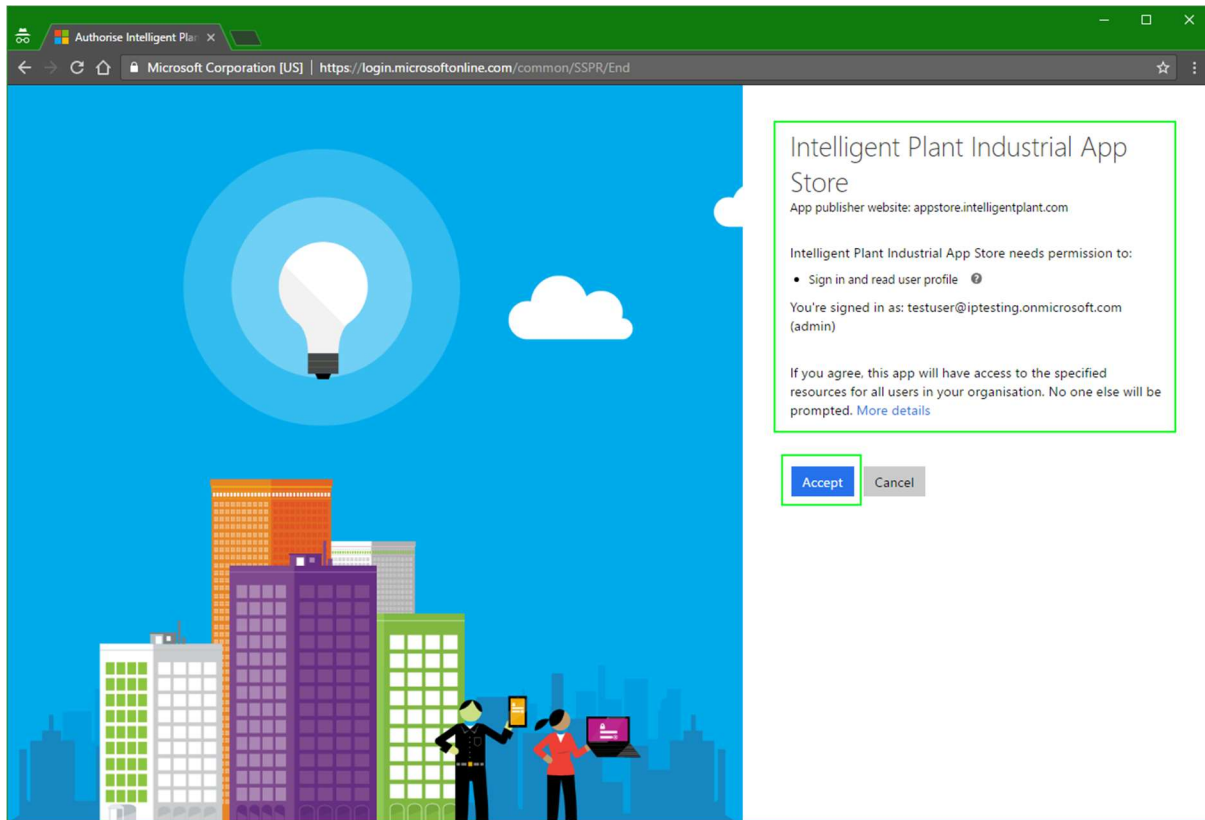 Authorise Intelligent Plan
Microsoft Corporation [US] | https://login.microsoftonline.com/common/SSPR/End
Intelligent Plant Industrial App
Store
App publisher website: appstore.intelligentplant.com
Intelligent Plant Industrial App Store needs permission to:
• Sign in and read user profile
You're signed in as: testuser@iptesting.onmicrosoft.com
(admin)
If you agree, this app will have access to the specified
resources for all users in your organisation. No one else will be
prompted. More details
Accept Cancel